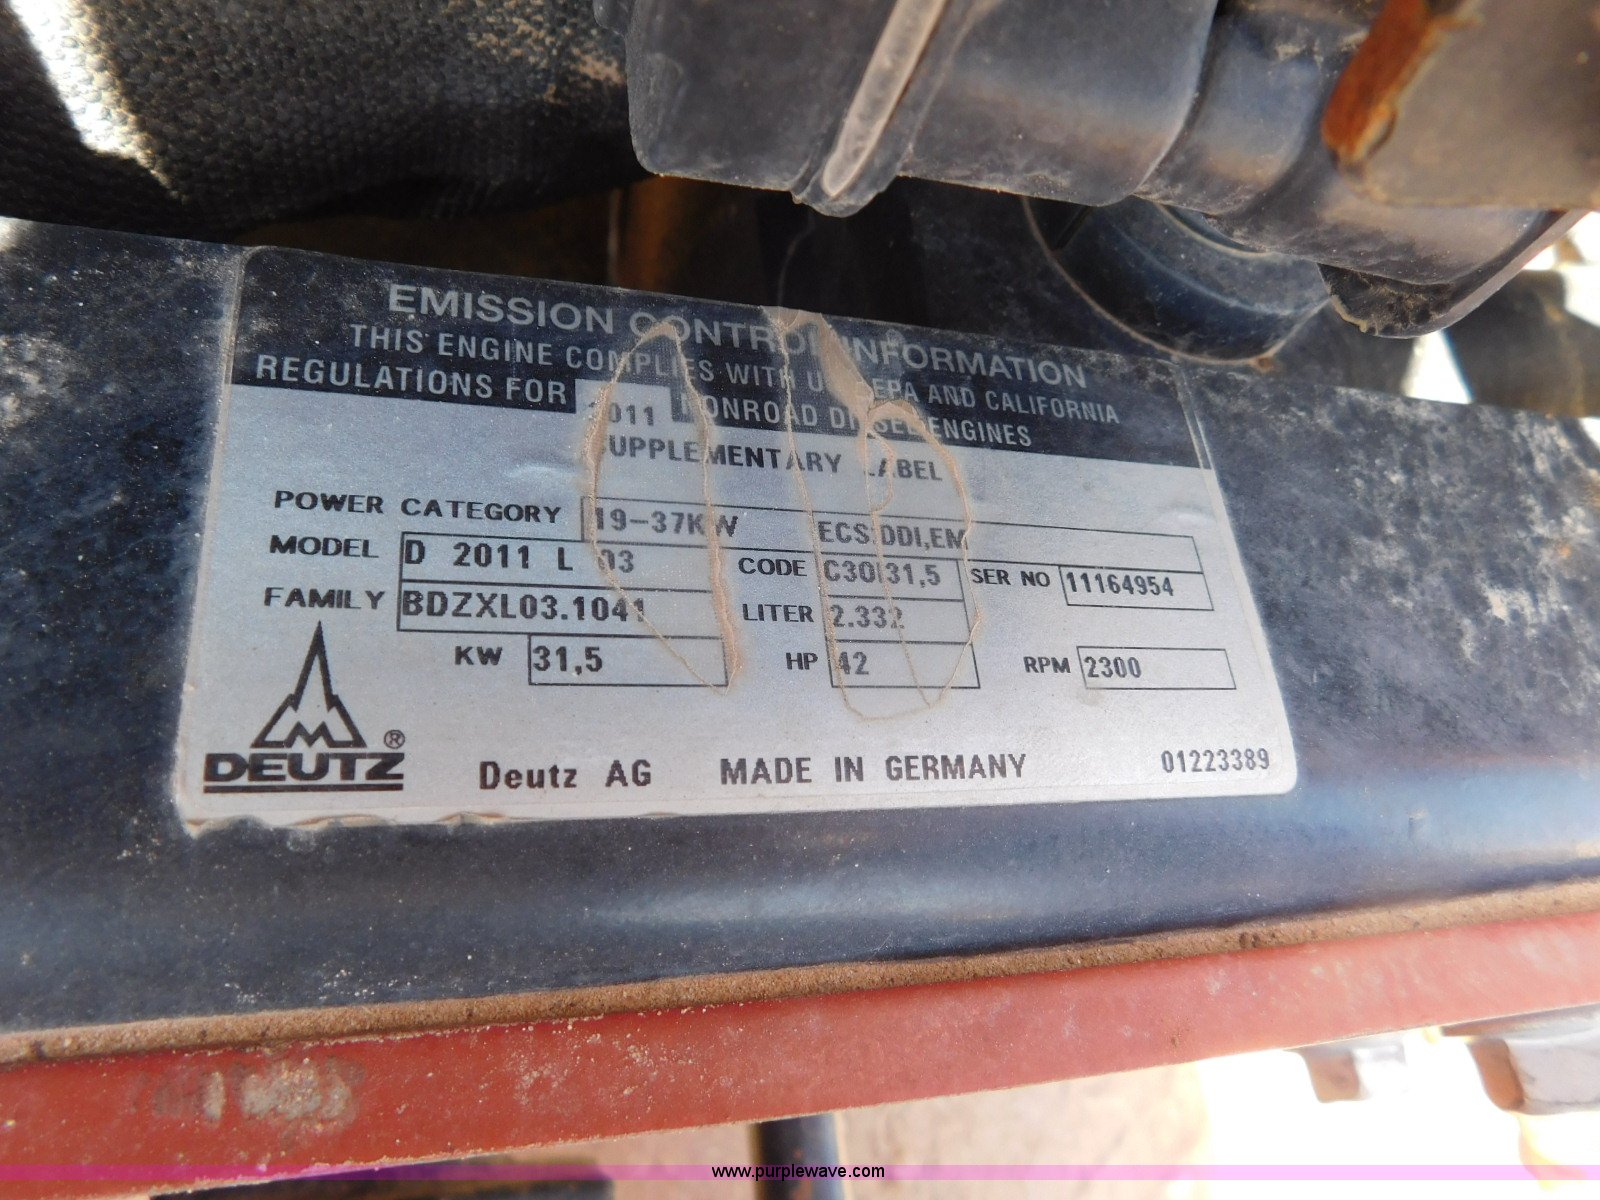 EMISSION CONTROL INFORMATION
THIS ENGINE COMPLIES WITH U.S. EPA AND CALIFORNIA
REGULATIONS FOR 2011 NONROAD DIESEL ENGINES
SUPPLEMENTARY LABEL
POWER CATEGORY 19-37KW ECS:DDI,EM
MODEL D 2011 L 03 CODE C30 31,5 SER NO 11164954
FAMILY BDZXL03.1041 LITER 2.332
KW 31,5 HP 42 RPM 2300
DEUTZ ® Deutz AG MADE IN GERMANY 01223389
www.purplewave.com